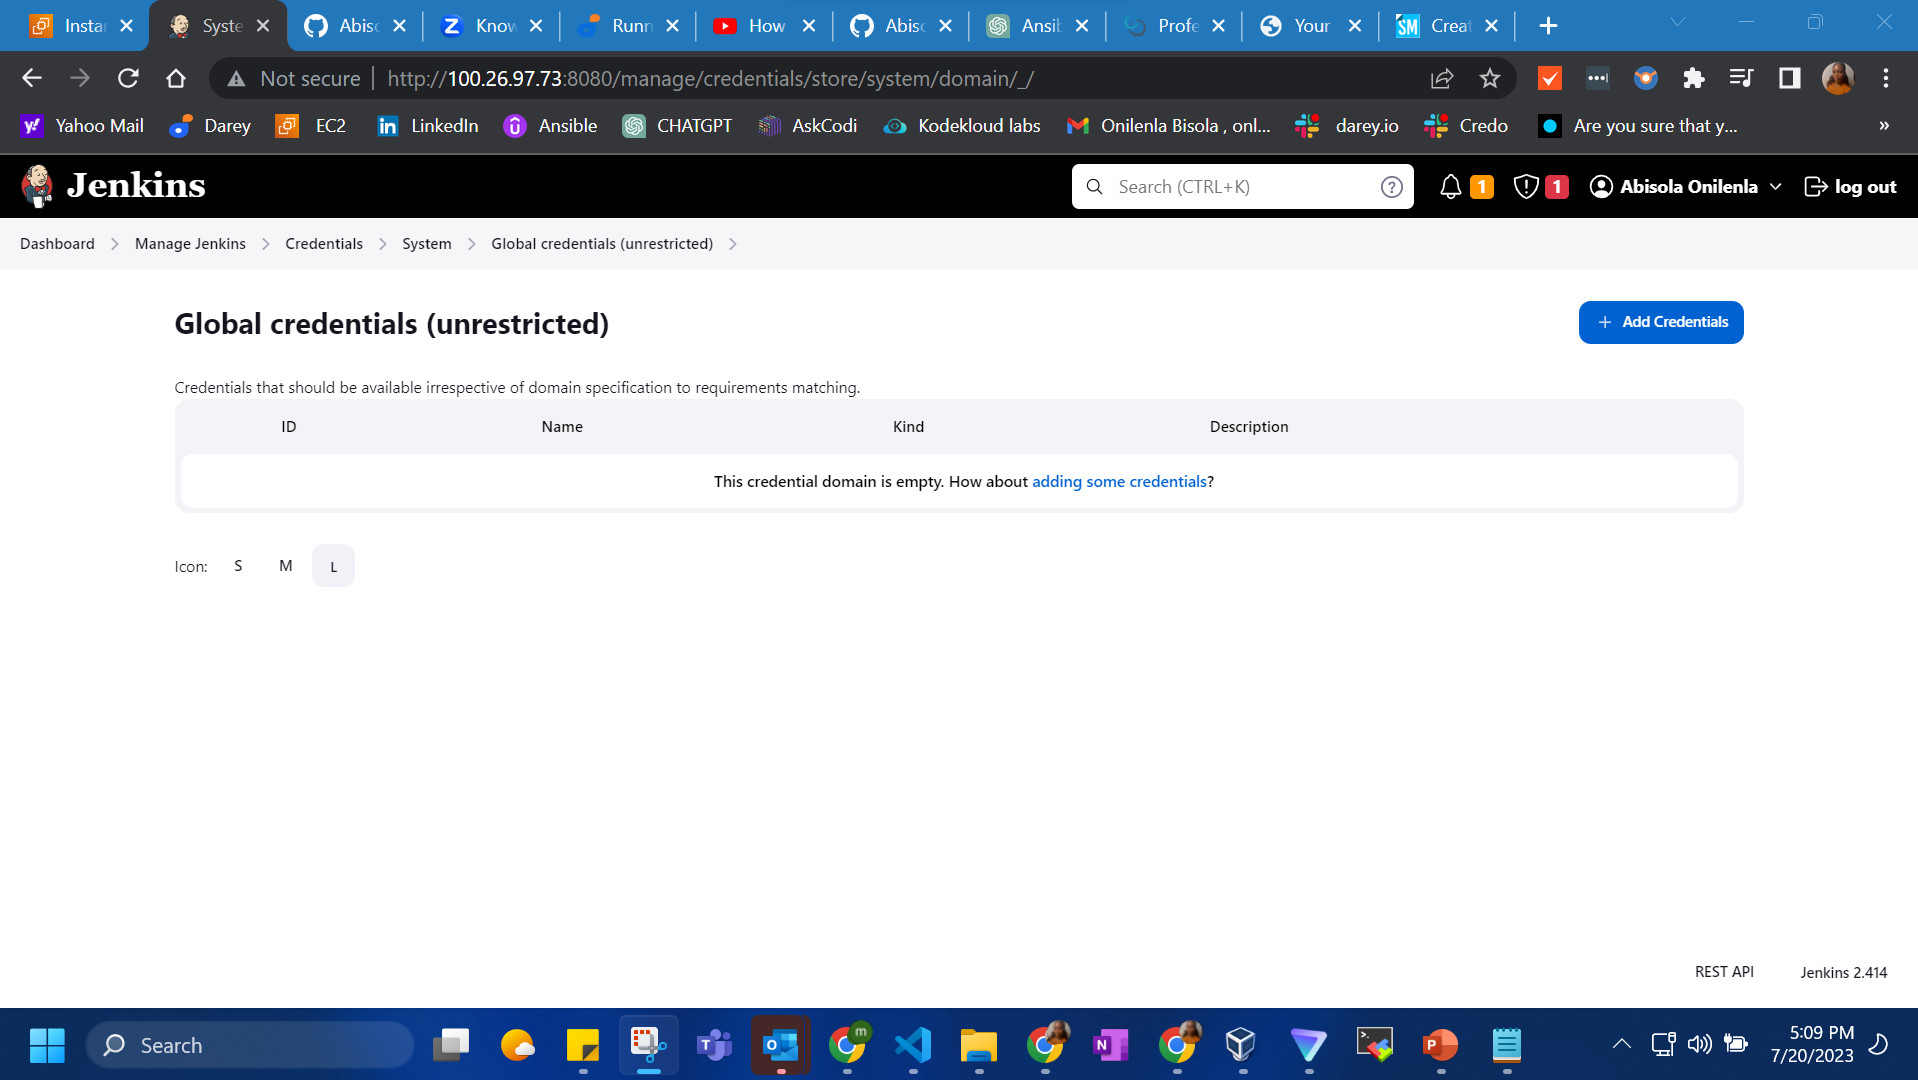 Insta
Syste
Abiso
Know
Runn
How
Abiso
Ansib
Profe
Your
SM
Creat
Not secure
http://100.26.97.73:8080/manage/credentials/store/system/domain/_/
Yahoo Mail
Darey
EC2
LinkedIn
Ansible
CHATGPT
AskCodi
Kodekloud labs
Onilenla Bisola , onl...
darey.io
Credo
Are you sure that y...
»
Jenkins
Search (CTRL+K)
1
1
Abisola Onilenla
log out
Dashboard
Manage Jenkins
Credentials
System
Global credentials (unrestricted)
Global credentials (unrestricted)
Add Credentials
Credentials that should be available irrespective of domain specification to requirements matching.
ID
Name
Kind
Description
This credential domain is empty. How about adding some credentials?
Icon:
S
M
L
REST API
Jenkins 2.414
Search
m
5:09 PM
7/20/2023